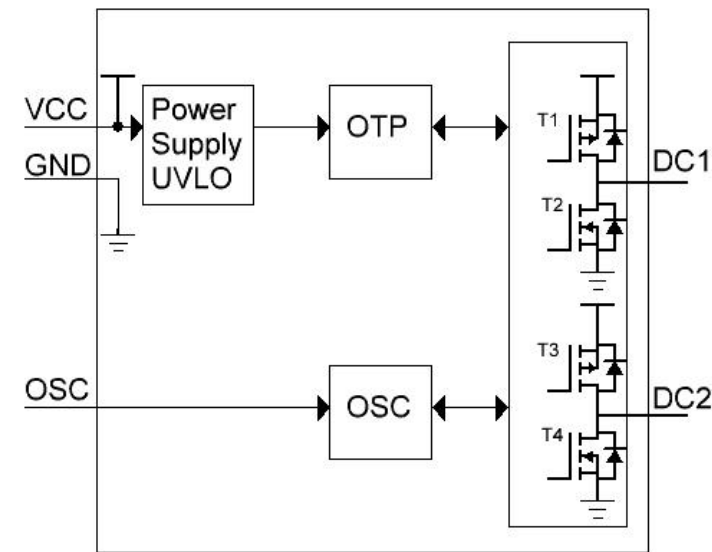 VCC
GND
Power
Supply
UVLO
OTP
T1
DC1
T2
OSC
OSC
T3
DC2
T4